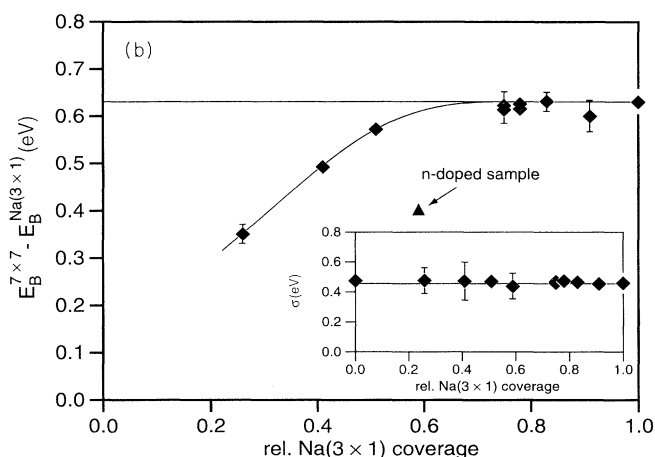 (b)
E_B^{7×7} - E_B^{Na(3×1)} (eV)
0.8
0.7
0.6
0.5
0.4
0.3
0.2
0.1
0.0
n-doped sample
σ(eV)
0.8
0.6
0.4
0.2
0.0
0.0 0.2 0.4 0.6 0.8 1.0
rel. Na(3×1) coverage
0.0 0.2 0.4 0.6 0.8 1.0
rel. Na(3×1) coverage